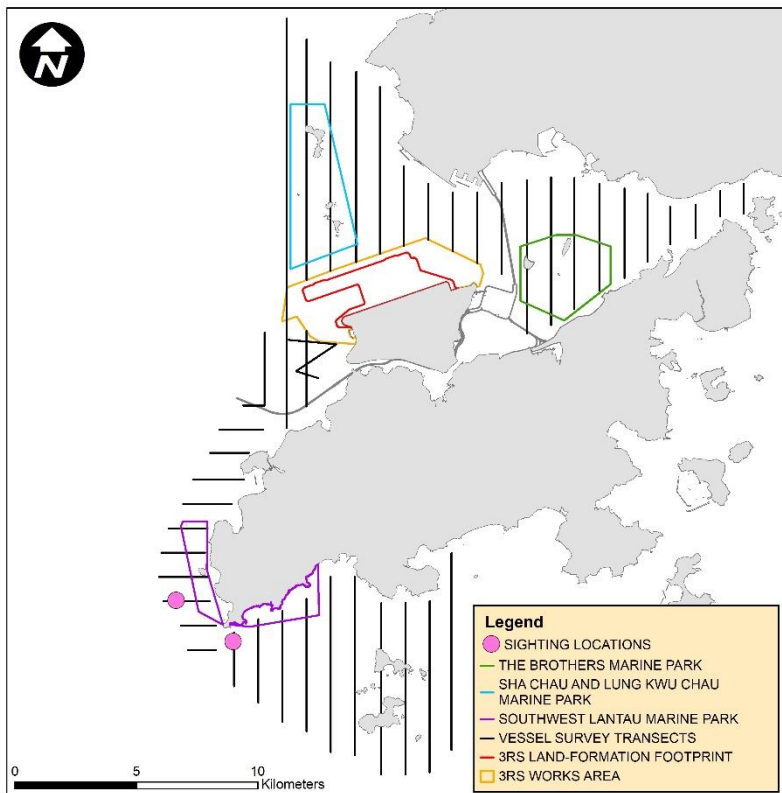 N
Legend
SIGHTING LOCATIONS
THE BROTHERS MARINE PARK
SHA CHAU AND LUNG KWU CHAU
MARINE PARK
SOUTHWEST LANTAU MARINE PARK
VESSEL SURVEY TRANSECTS
3RS LAND-FORMATION FOOTPRINT
3RS WORKS AREA
0 5 10
Kilometers